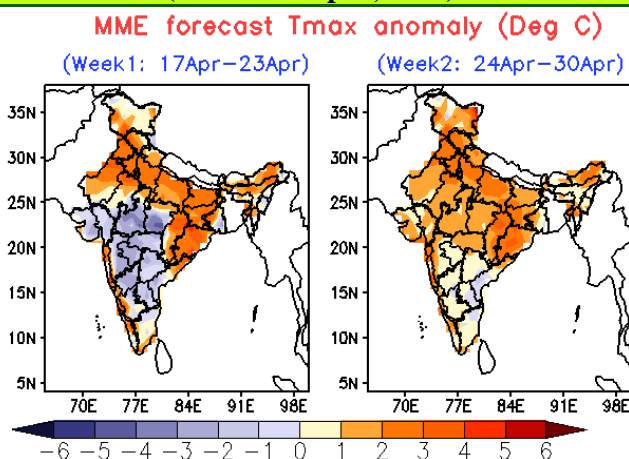 MME forecast Tmax anomaly (Deg C)
(Week1: 17Apr-23Apr) (Week2: 24Apr-30Apr)
35N 35N
30N 30N
25N 25N
20N 20N
15N 15N
10N 10N
5N 5N
70E 77E 84E 91E 98E 70E 77E 84E 91E 98E
-6 -5 -4 -3 -2 -1 0 1 2 3 4 5 6